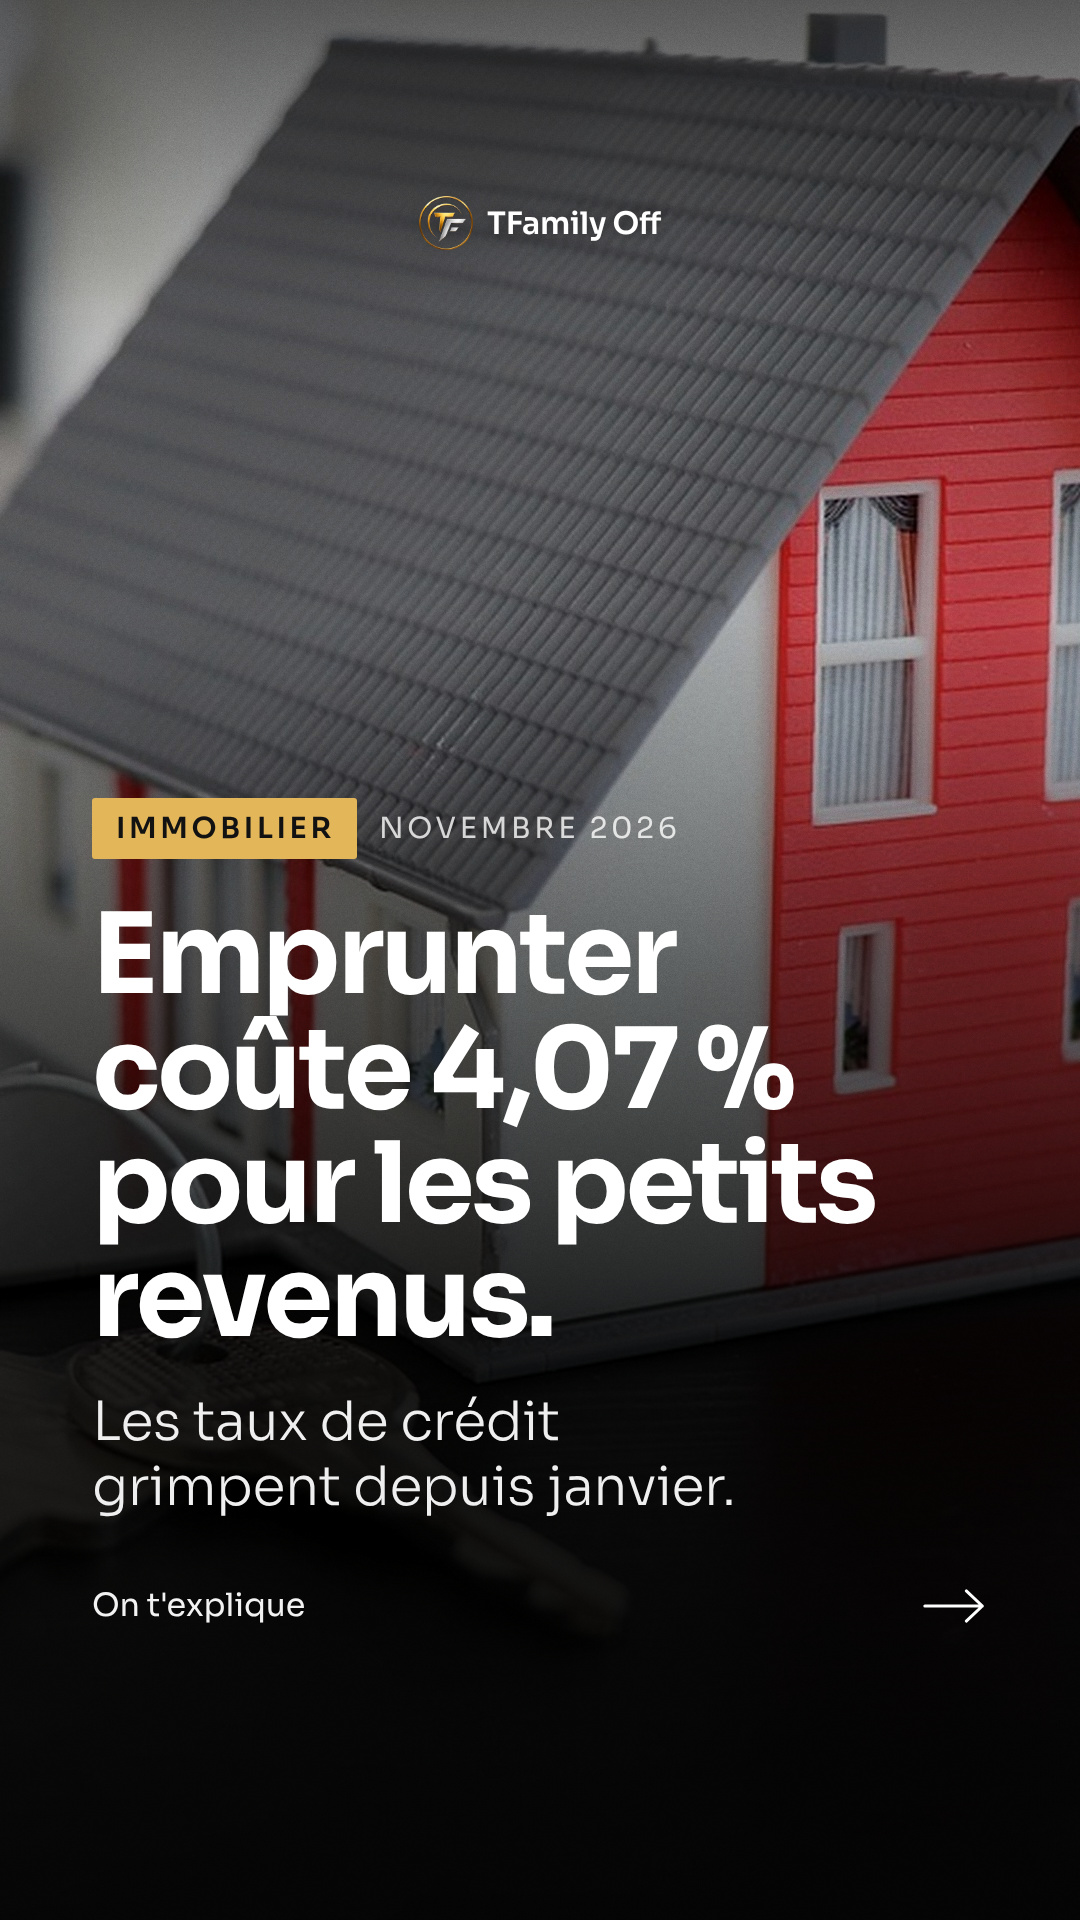 TFamily Off
IMMOBILIER NOVEMBRE 2026
Emprunter
coûte 4,07 %
pour les petits
revenus.
Les taux de crédit
grimpent depuis janvier.
On t'explique